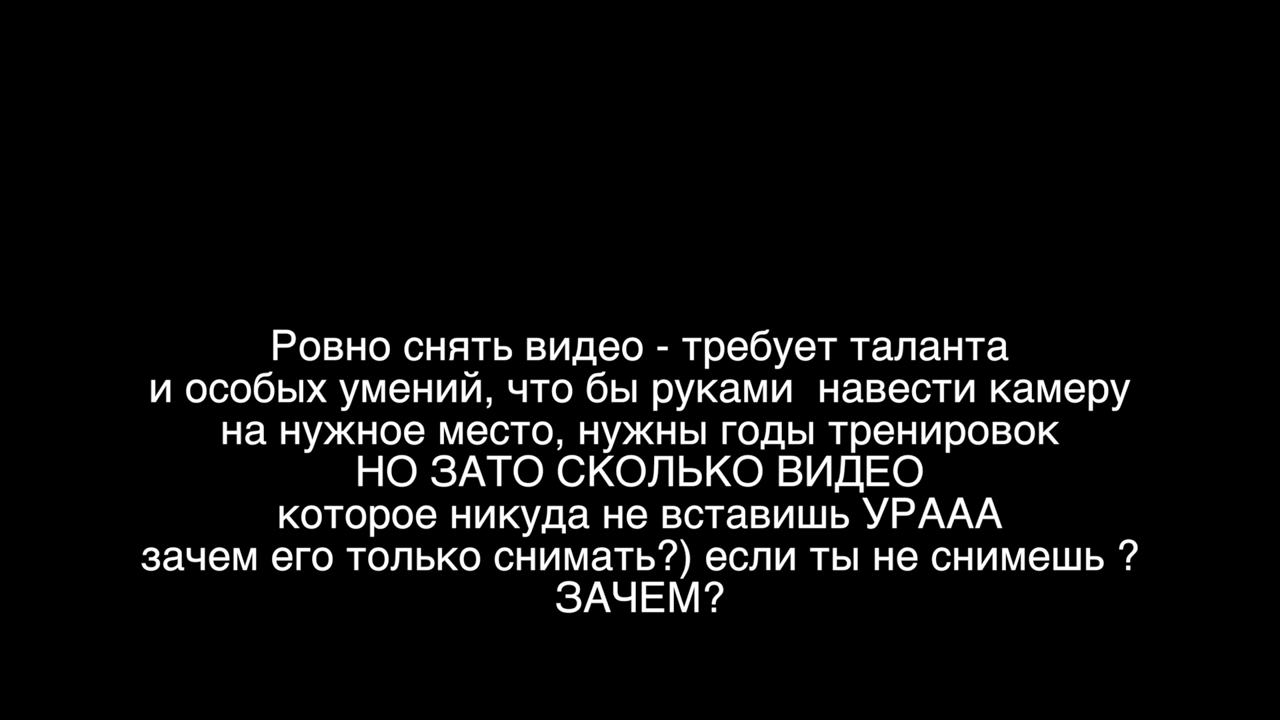 Ровно снять видео - требует таланта
и особых умений, что бы руками  навести камеру
на нужное место, нужны годы тренировок
НО ЗАТО СКОЛЬКО ВИДЕО
которое никуда не вставишь УРААА
зачем его только снимать?) если ты не снимешь ?
ЗАЧЕМ?